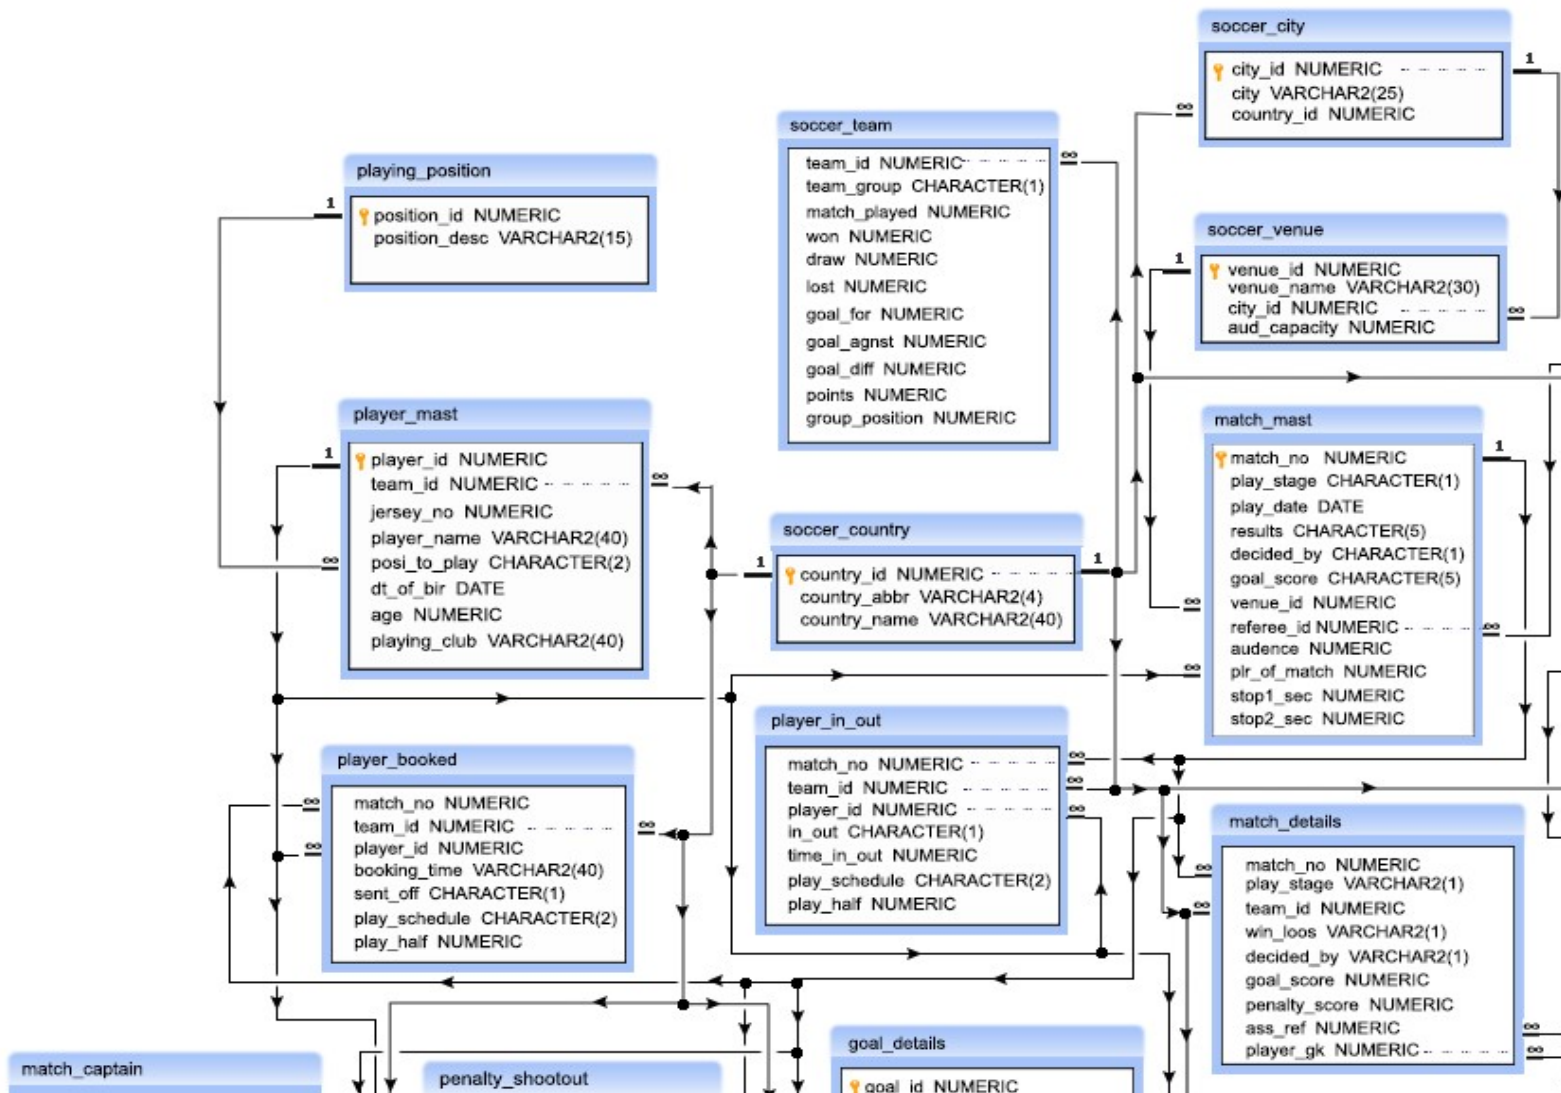 soccer_city
1
city_id NUMERIC
city VARCHAR2(25)
∞
country_id NUMERIC
soccer_team
∞
team_id NUMERIC
team_group CHARACTER(1)
match_played NUMERIC
won NUMERIC
draw NUMERIC
lost NUMERIC
goal_for NUMERIC
goal_agnst NUMERIC
goal_diff NUMERIC
points NUMERIC
group_position NUMERIC
playing_position
1
position_id NUMERIC
position_desc VARCHAR2(15)
soccer_venue
1
venue_id NUMERIC
venue_name VARCHAR2(30)
city_id NUMERIC
∞
aud_capacity NUMERIC
player_mast
1
player_id NUMERIC
team_id NUMERIC
∞
jersey_no NUMERIC
player_name VARCHAR2(40)
∞
posi_to_play CHARACTER(2)
dt_of_bir DATE
age NUMERIC
playing_club VARCHAR2(40)
match_mast
1
match_no NUMERIC
play_stage CHARACTER(1)
play_date DATE
results CHARACTER(5)
decided_by CHARACTER(1)
goal_score CHARACTER(5)
∞
venue_id NUMERIC
referee_id NUMERIC
∞
audence NUMERIC
∞
plr_of_match NUMERIC
stop1_sec NUMERIC
stop2_sec NUMERIC
soccer_country
1
1
country_id NUMERIC
country_abbr VARCHAR2(4)
country_name VARCHAR2(40)
player_in_out
match_no NUMERIC
∞
team_id NUMERIC
∞
player_id NUMERIC
∞
in_out CHARACTER(1)
time_in_out NUMERIC
play_schedule CHARACTER(2)
play_half NUMERIC
player_booked
∞
match_no NUMERIC
team_id NUMERIC
∞
∞
player_id NUMERIC
booking_time VARCHAR2(40)
sent_off CHARACTER(1)
play_schedule CHARACTER(2)
play_half NUMERIC
match_details
∞
match_no NUMERIC
play_stage VARCHAR2(1)
∞
team_id NUMERIC
win_loos VARCHAR2(1)
decided_by VARCHAR2(1)
goal_score NUMERIC
penalty_score NUMERIC
ass_ref NUMERIC
∞
player_gk NUMERIC
∞
match_captain
penalty_shootout
goal_details
goal_id NUMERIC